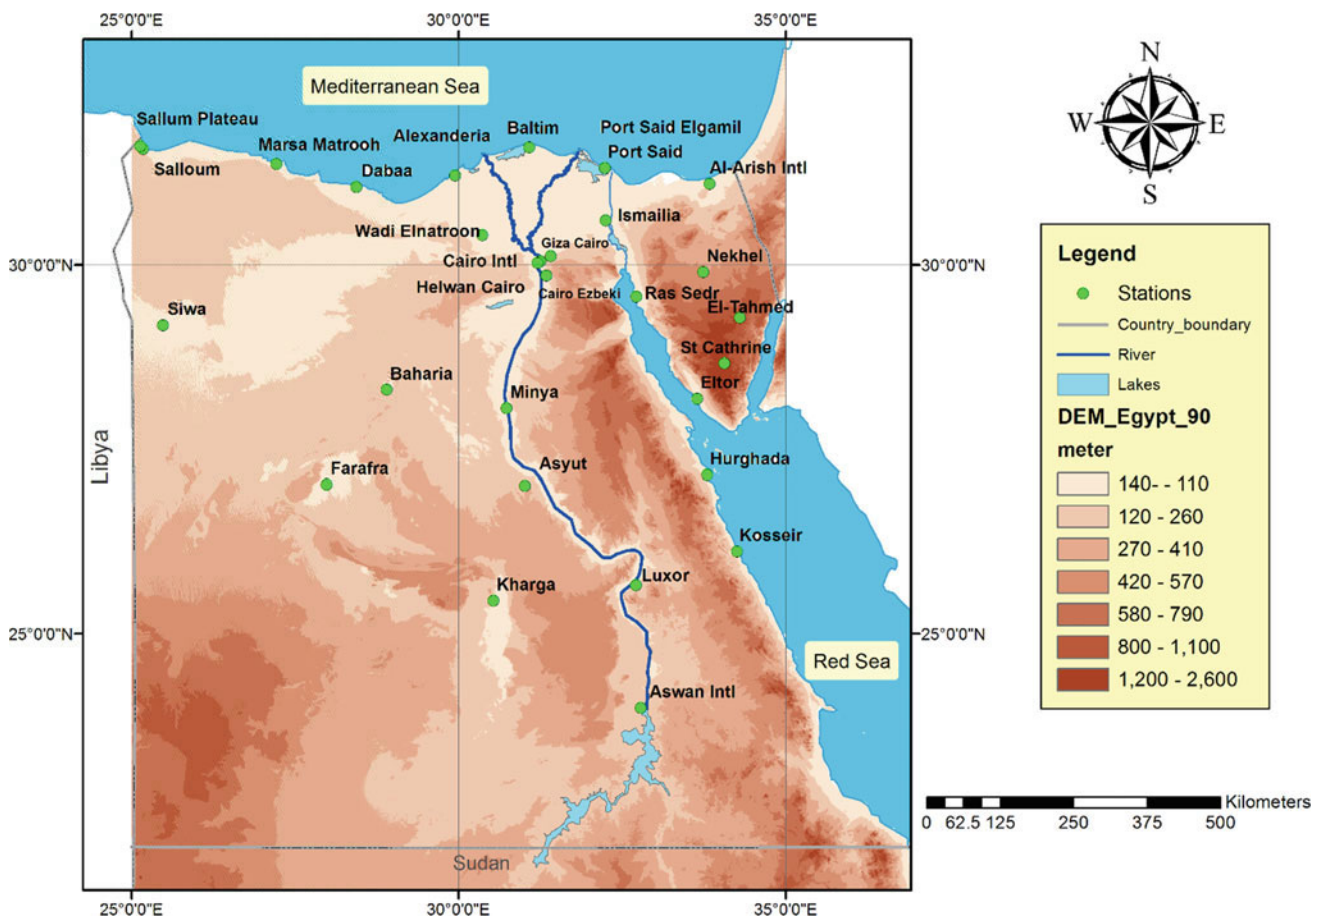 25°0'0"E 30°0'0"E 35°0'0"E
Mediterranean Sea
Sallum Plateau
Alexanderia
Baltim
Port Said Elgamil
Marsa Matrooh
Port Said
Salloum
Dabaa
Al-Arish Intl
Ismailia
Wadi Elnatroon
Giza Cairo
30°0'0"N
Cairo Intl
Nekhel
30°0'0"N
Helwan Cairo
Cairo Ezbeki
Ras Sedr
Siwa
El-Tahmed
St Cathrine
Baharia
Eltor
Minya
Libya
Farafra
Asyut
Hurghada
Kosseir
Kharga
Luxor
25°0'0"N
25°0'0"N
Red Sea
Aswan Intl
Sudan
25°0'0"E 30°0'0"E 35°0'0"E
N
W E
S
Legend
Stations
Country_boundary
River
Lakes
DEM_Egypt_90
meter
140- - 110
120 - 260
270 - 410
420 - 570
580 - 790
800 - 1,100
1,200 - 2,600
Kilometers
0 62.5 125 250 375 500